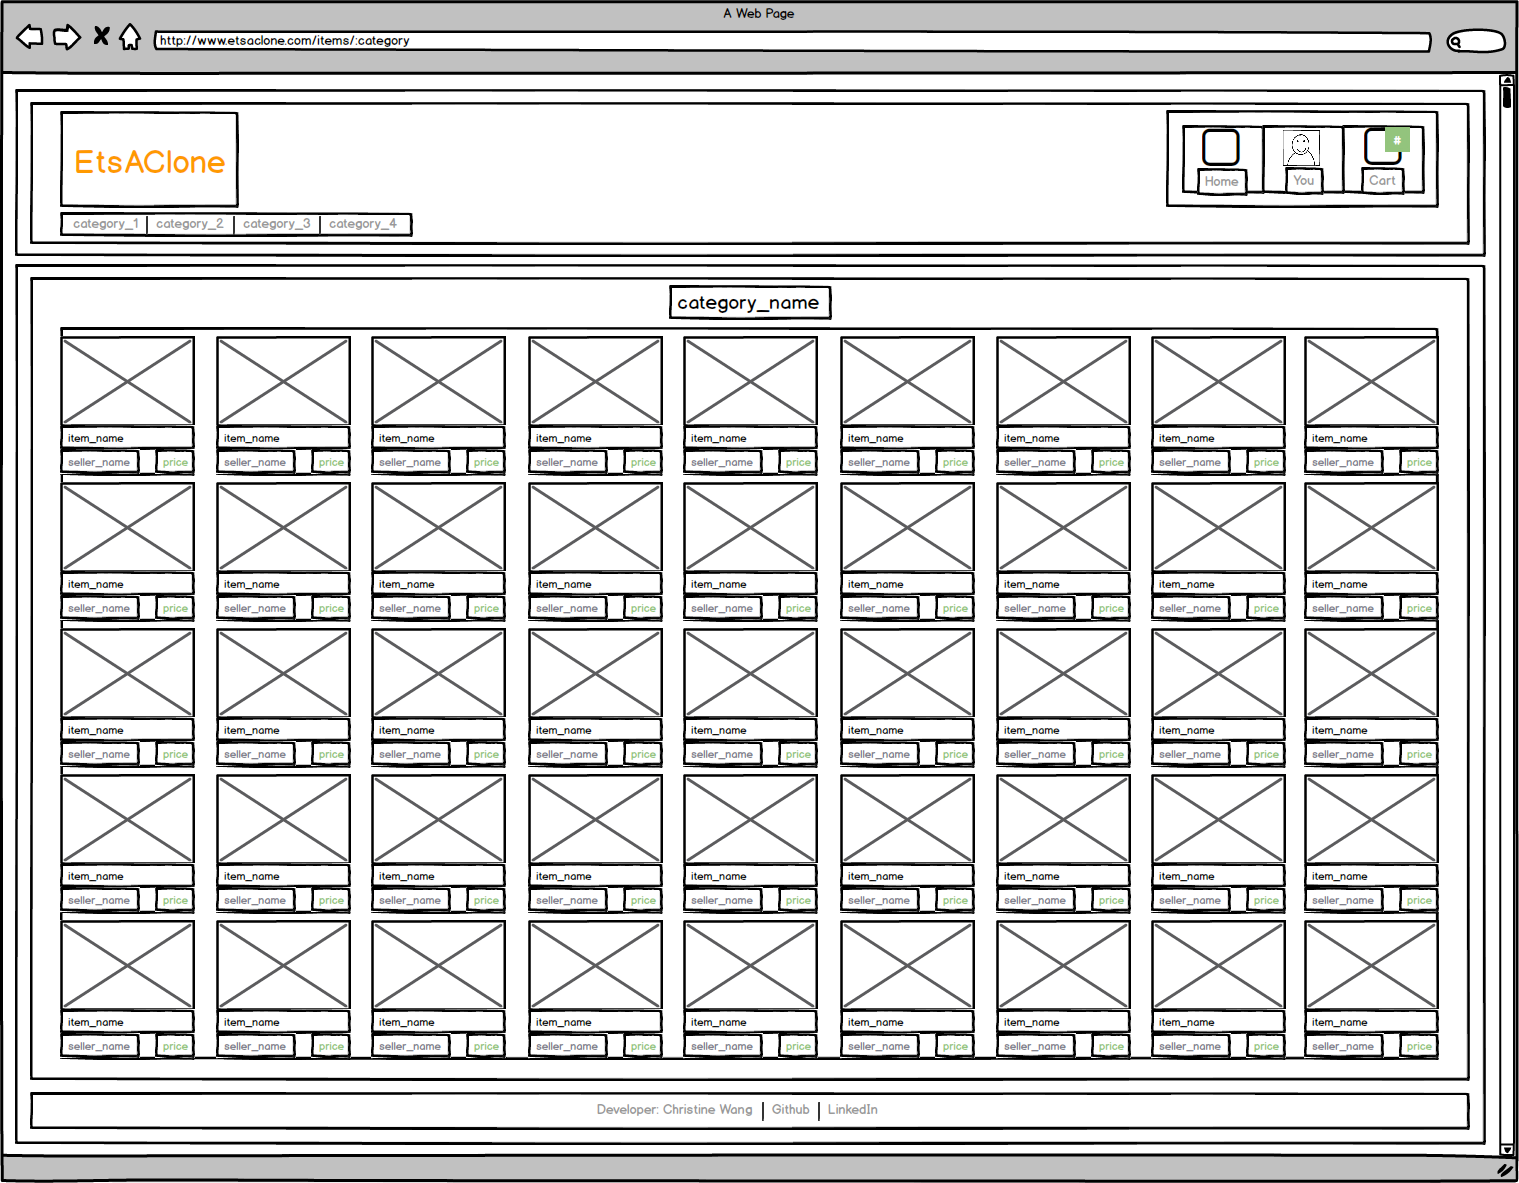 A Web Page
http://www.etsaclone.com/items/:category
EtsAClone
#
Home You Cart
category_1 category_2 category_3 category_4
category_name
item_name item_name item_name item_name item_name item_name item_name item_name item_name
seller_name price seller_name price seller_name price seller_name price seller_name price seller_name price seller_name price seller_name price seller_name price
item_name item_name item_name item_name item_name item_name item_name item_name item_name
seller_name price seller_name price seller_name price seller_name price seller_name price seller_name price seller_name price seller_name price seller_name price
item_name item_name item_name item_name item_name item_name item_name item_name item_name
seller_name price seller_name price seller_name price seller_name price seller_name price seller_name price seller_name price seller_name price seller_name price
item_name item_name item_name item_name item_name item_name item_name item_name item_name
seller_name price seller_name price seller_name price seller_name price seller_name price seller_name price seller_name price seller_name price seller_name price
item_name item_name item_name item_name item_name item_name item_name item_name item_name
seller_name price seller_name price seller_name price seller_name price seller_name price seller_name price seller_name price seller_name price seller_name price
Developer: Christine Wang Github LinkedIn